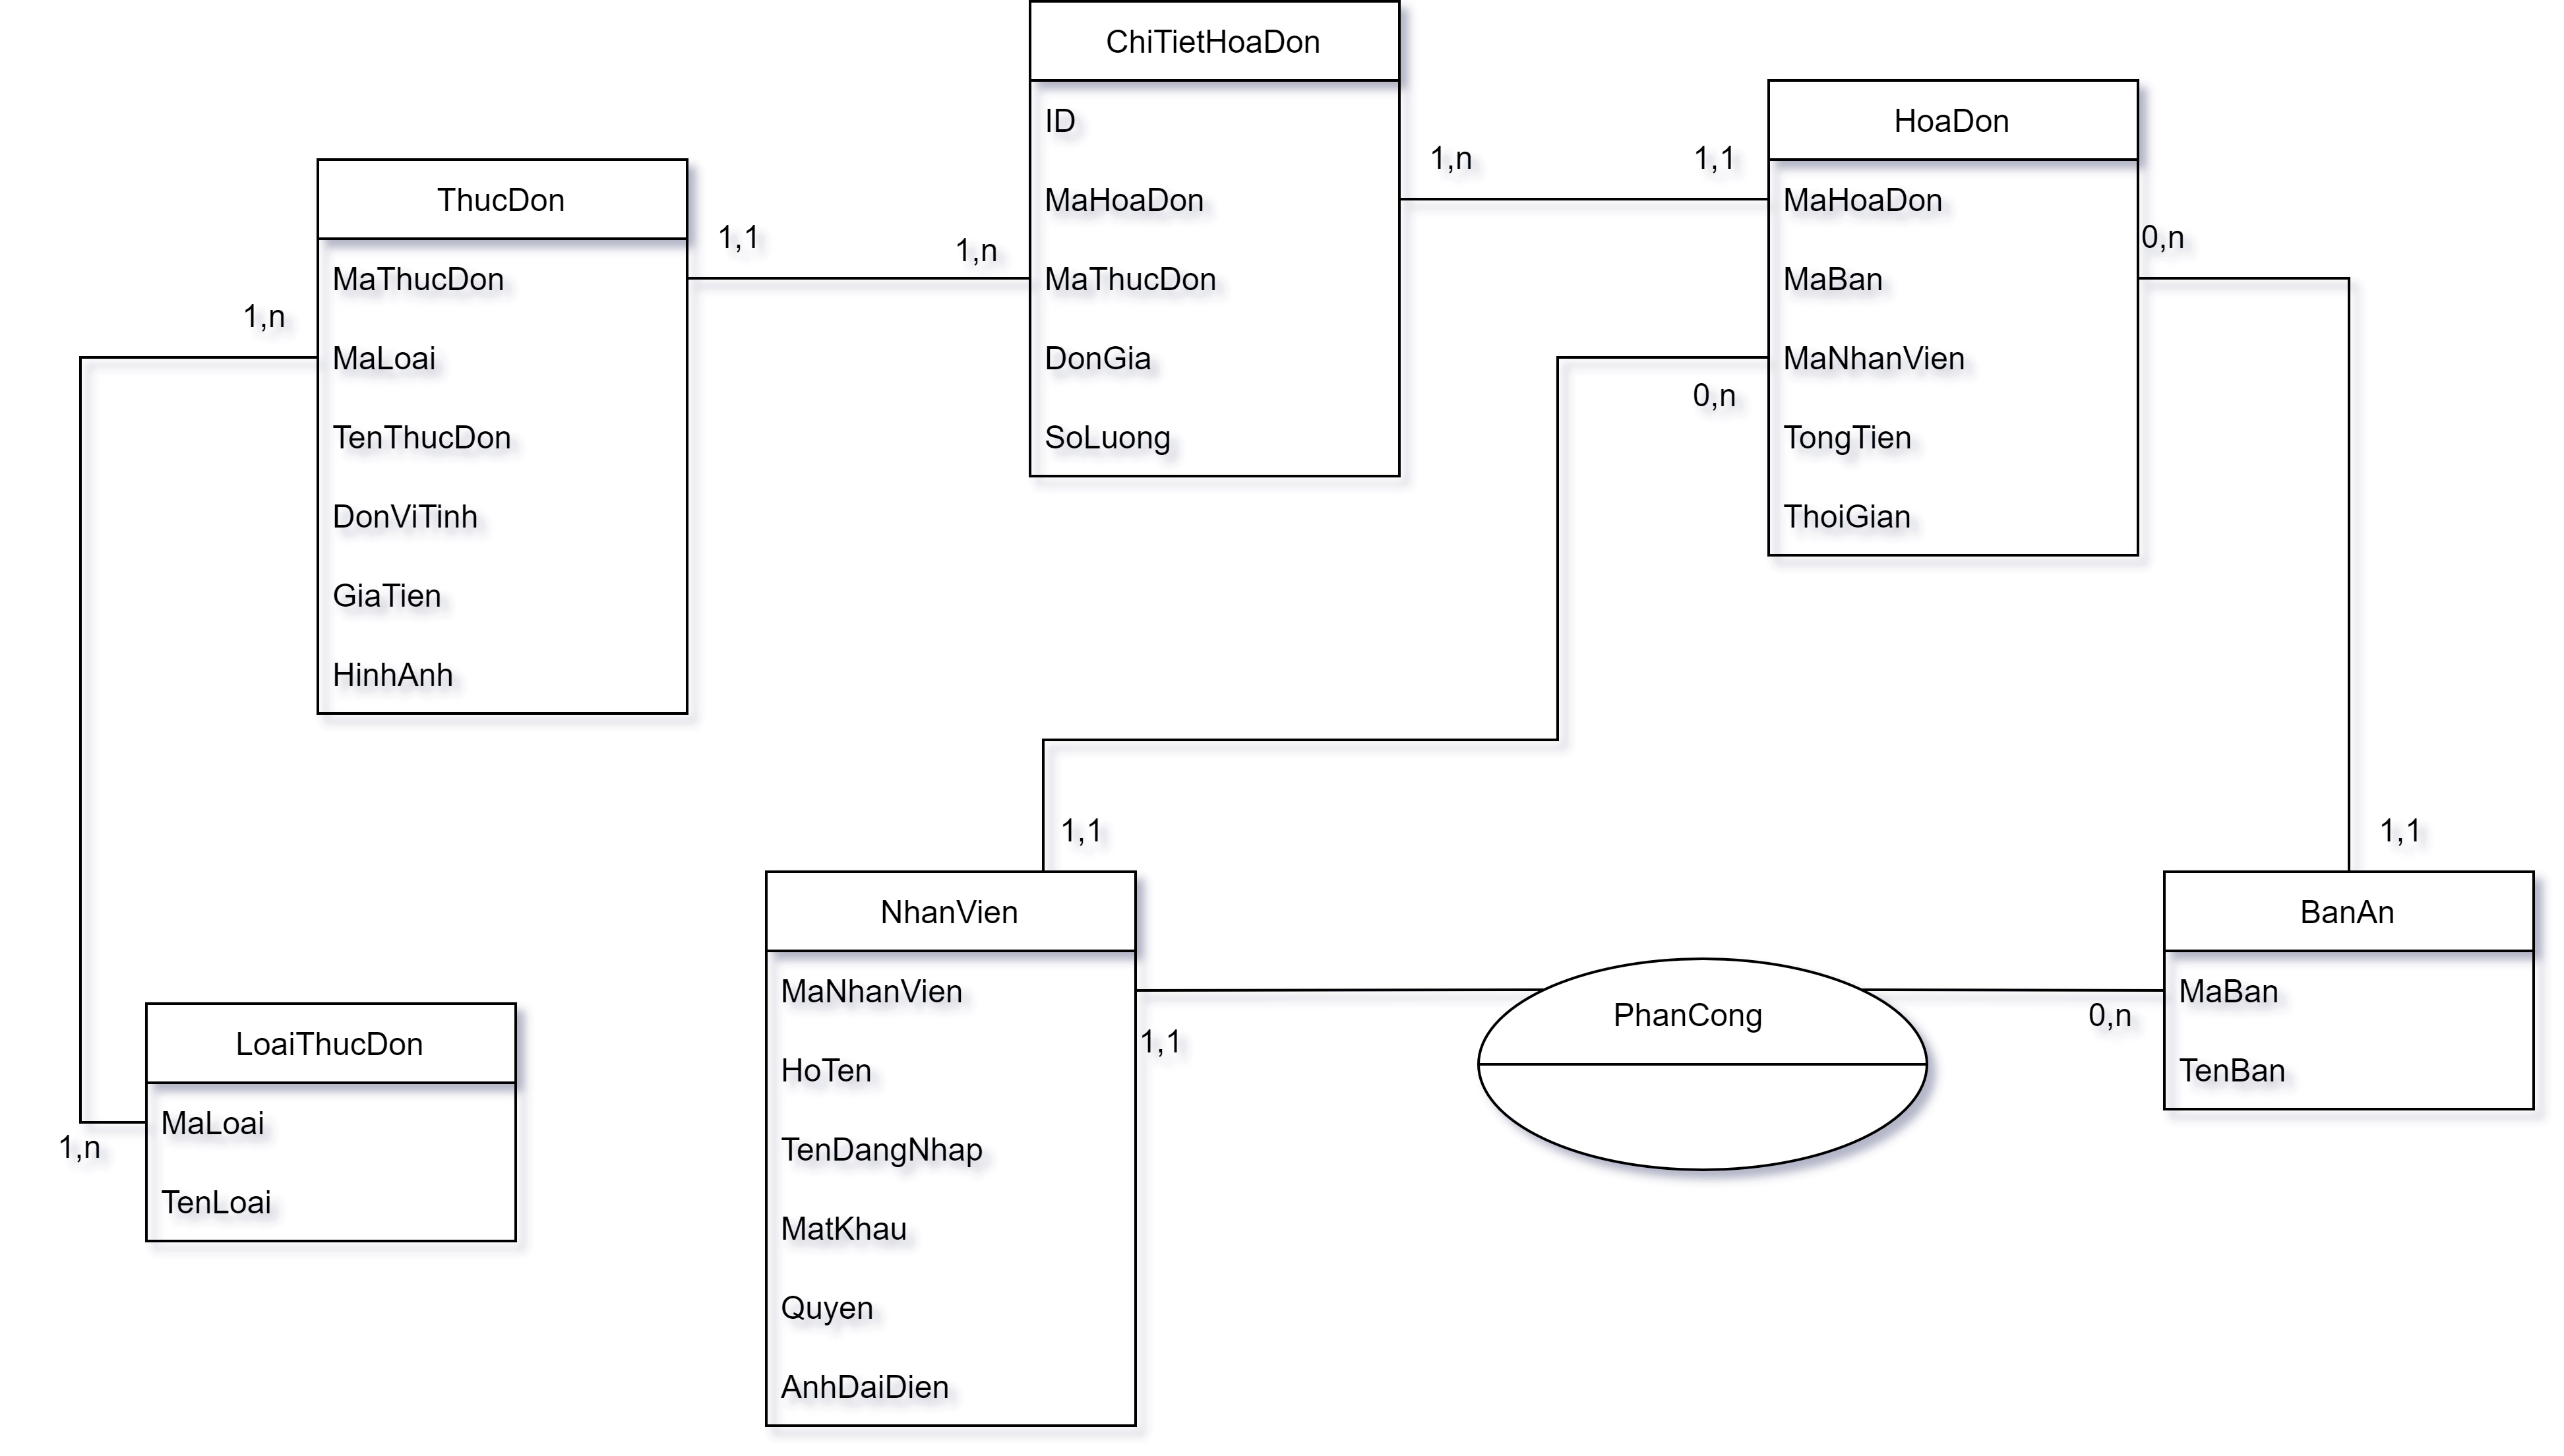 ChiTietHoaDon
ID
MaHoaDon
MaThucDon
DonGia
SoLuong
HoaDon
MaHoaDon
MaBan
MaNhanVien
TongTien
ThoiGian
ThucDon
MaThucDon
MaLoai
TenThucDon
DonViTinh
GiaTien
HinhAnh
1,n
1,1
0,n
1,1
1,n
1,n
0,n
1,1
1,1
NhanVien
MaNhanVien
HoTen
TenDangNhap
MatKhau
Quyen
AnhDaiDien
1,1
PhanCong
0,n
BanAn
MaBan
TenBan
LoaiThucDon
MaLoai
TenLoai
1,n